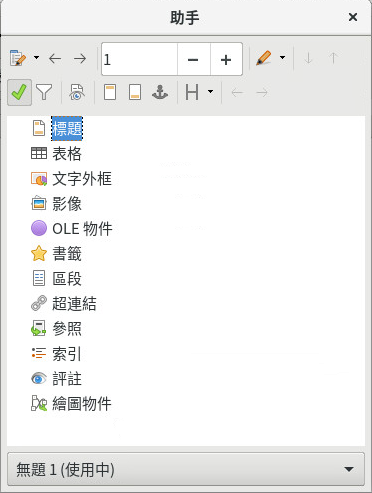 助手
1
標題
表格
文字外框
影像
OLE 物件
書籤
區段
超連結
參照
索引
評註
繪圖物件
無題 1 (使用中)